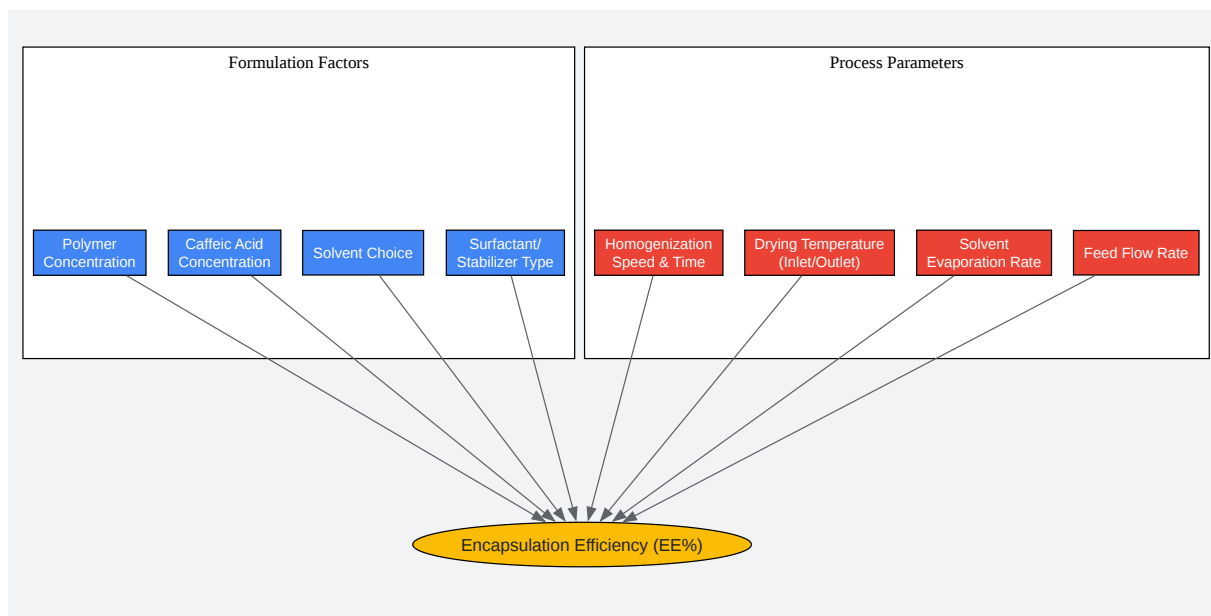 Formulation Factors
Process Parameters
Polymer
Concentration
Caffeic Acid
Concentration
Solvent Choice
Surfactant/
Stabilizer Type
Homogenization
Speed & Time
Drying Temperature
(Inlet/Outlet)
Solvent
Evaporation Rate
Feed Flow Rate
Encapsulation Efficiency (EE%)